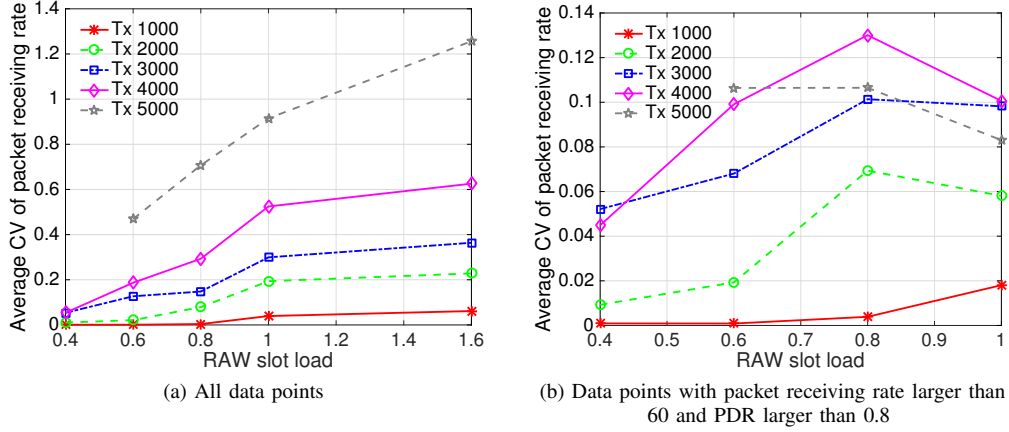 Average CV of packet receiving rate
1.4
1.2
1
0.8
0.6
0.4
0.2
0
Tx 1000
Tx 2000
Tx 3000
Tx 4000
Tx 5000
0.4 0.6 0.8 1 1.2 1.4 1.6
RAW slot load
(a) All data points
Average CV of packet receiving rate
0.14
0.12
0.1
0.08
0.06
0.04
0.02
0
Tx 1000
Tx 2000
Tx 3000
Tx 4000
Tx 5000
0.4 0.5 0.6 0.7 0.8 0.9 1
RAW slot load
(b) Data points with packet receiving rate larger than
60 and PDR larger than 0.8